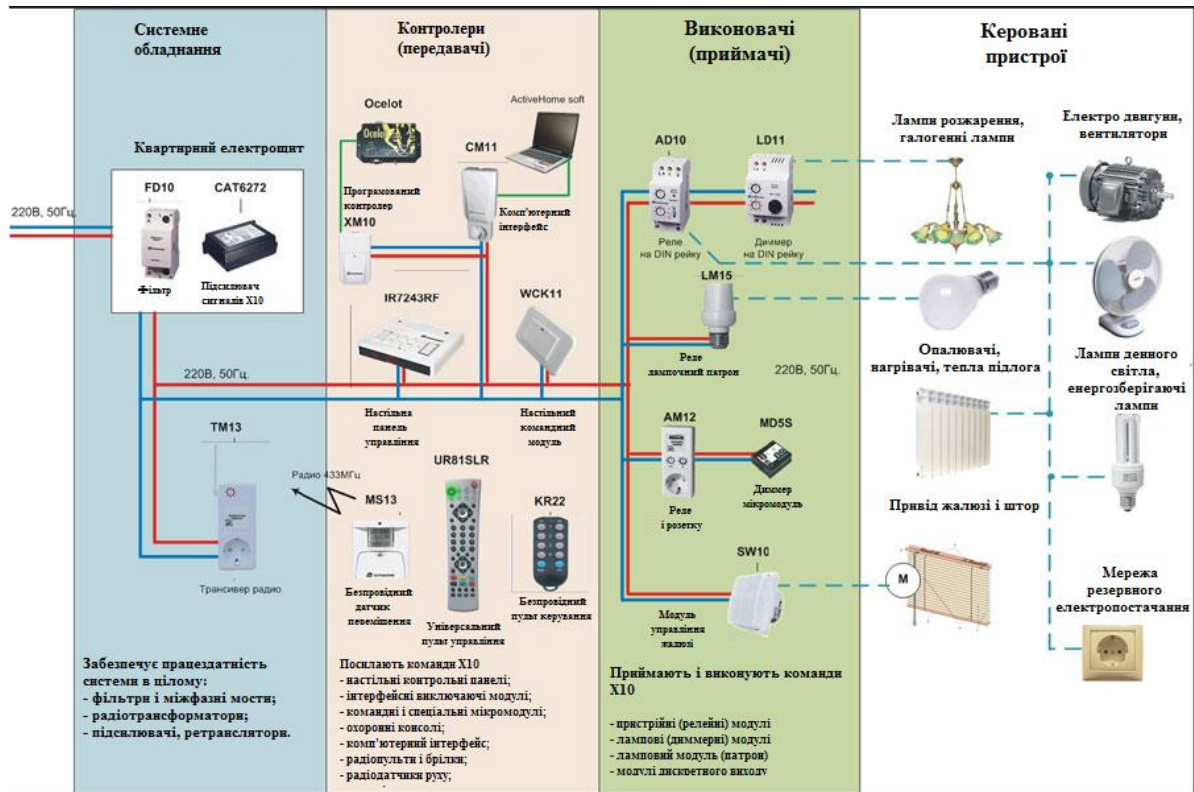 Системне
обладнання
Квартирний електрощит
FD10
CAT6272
220В, 50Гц.
Фільтр
Підсилювач
сигналів X10
220В, 50Гц.
TM13
Радио 433МГц
Трансивер радио
Забезпечує працездатність
системи в цілому:
- фільтри і міжфазні мости;
- радіотрансформатори;
- підсилювачі, ретранслятори.
Контролери
(передавачі)
Ocelot
ActiveHome soft
CM11
Програмований
контролер
XM10
Комп'ютерний
інтерфейс
IR7243RF
WCK11
Настільна
панель
управління
Настільний
командний
модуль
UR81SLR
MS13
KR22
Безпровідний
датчик
переміщення
Універсальний
пульт управління
Безпровідний
пульт керування
Посилають команди X10
- настільні контрольні панелі;
- інтерфейсні виключаючі модулі;
- командні і спеціальні мікромодулі;
- охоронні консолі;
- комп'ютерний інтерфейс;
- радіопульти і брілки;
- радіодатчики руху;
Виконовачі
(приймачі)
AD10
LD11
Реле
на DIN рейку
Диммер
на DIN рейку
LM15
Реле
лампочний патрон
220В, 50Гц.
AM12
MD5S
Реле
і розетку
Диммер
мікромодуль
SW10
Модуль
управління
жалюзі
Приймають і виконують команди
X10
- пристрійні (релейні) модулі
- лампові (диммерні) модулі
- ламповий модуль (патрон)
- модулі дискретного виходу
Керовані
пристрої
Лампи розжарення,
галогенні лампи
Електро двигуни,
вентилятори
Опалювачі,
нагрівачі, тепла підлога
Лампи денного
світла,
енергозберігаючі
лампи
Привід жалюзі і штор
M
Мережа
резервного
електропостачання